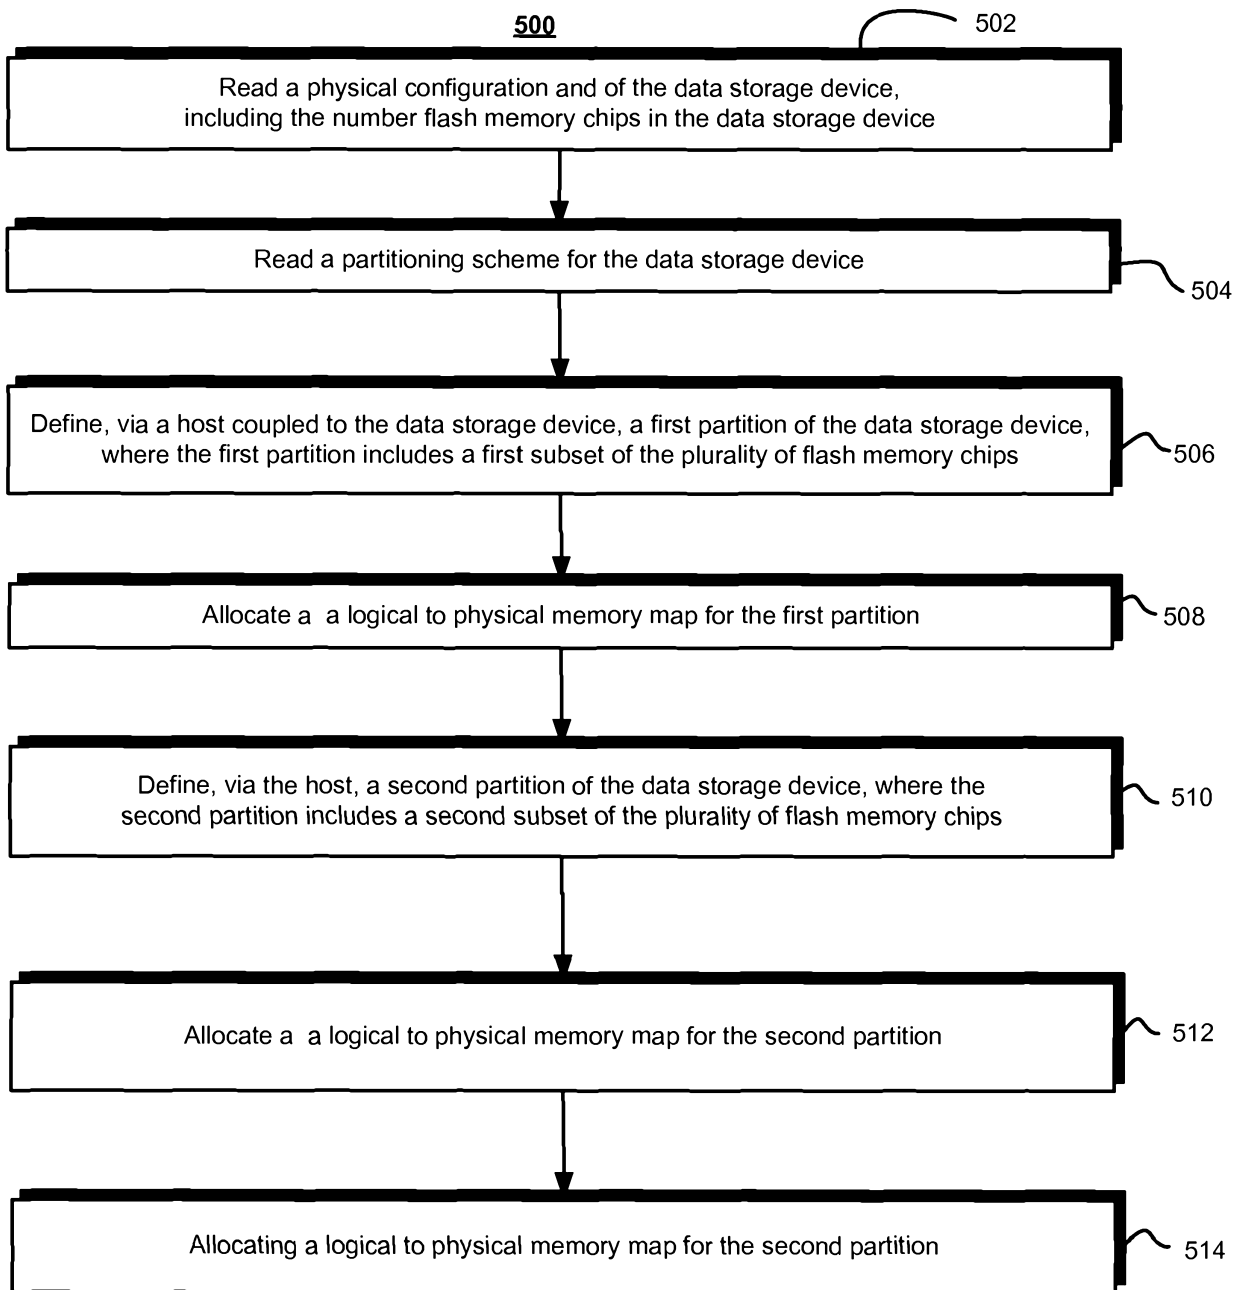 500
502
Read a physical configuration and of the data storage device,
including the number flash memory chips in the data storage device
Read a partitioning scheme for the data storage device
504
Define, via a host coupled to the data storage device, a first partition of the data storage device,
where the first partition includes a first subset of the plurality of flash memory chips
506
Allocate a a logical to physical memory map for the first partition
508
Define, via the host, a second partition of the data storage device, where the
second partition includes a second subset of the plurality of flash memory chips
510
Allocate a a logical to physical memory map for the second partition
512
Allocating a logical to physical memory map for the second partition
514